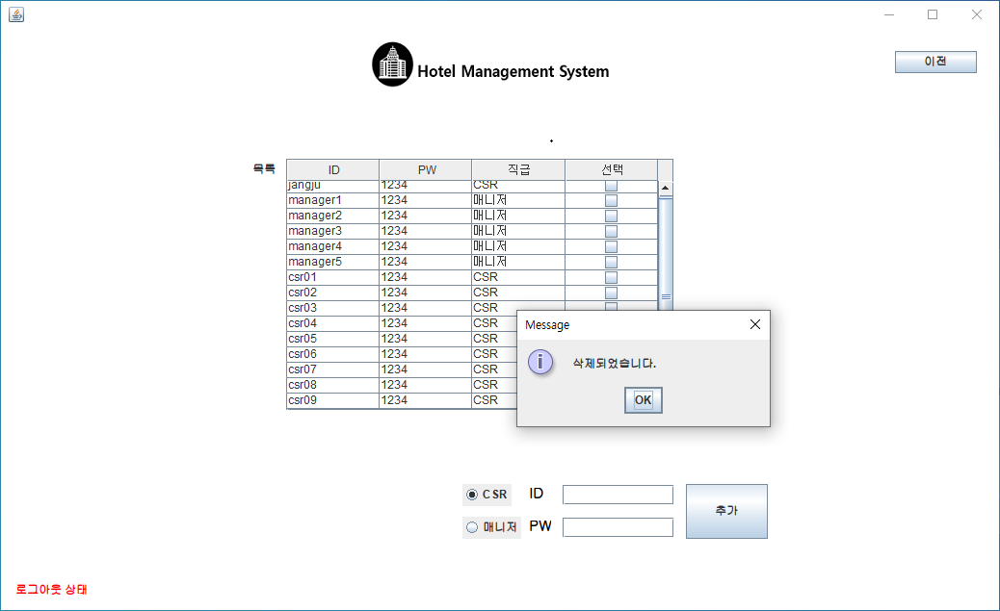 Hotel Management System
이전
목록
ID PW 직급 선택
jangju 1234 CSR
manager1 1234 매니저
manager2 1234 매니저
manager3 1234 매니저
manager4 1234 매니저
manager5 1234 매니저
csr01 1234 CSR
csr02 1234 CSR
csr03 1234 CSR
csr04 1234 CSR
csr05 1234 CSR
csr06 1234 CSR
csr07 1234 CSR
csr08 1234 CSR
csr09 1234 CSR
Message
삭제되었습니다.
OK
CSR ID
매니저 PW
추가
로그아웃 상태